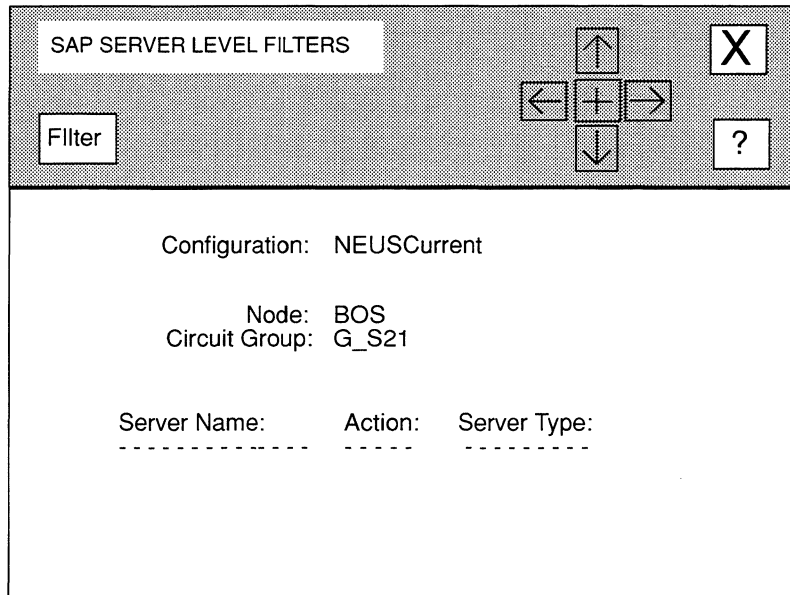 SAP SERVER LEVEL FILTERS
X
FIlter
?
Configuration: NEUSCurrent
Node: BOS
Circuit Group: G_S21
Server Name: Action: Server Type: